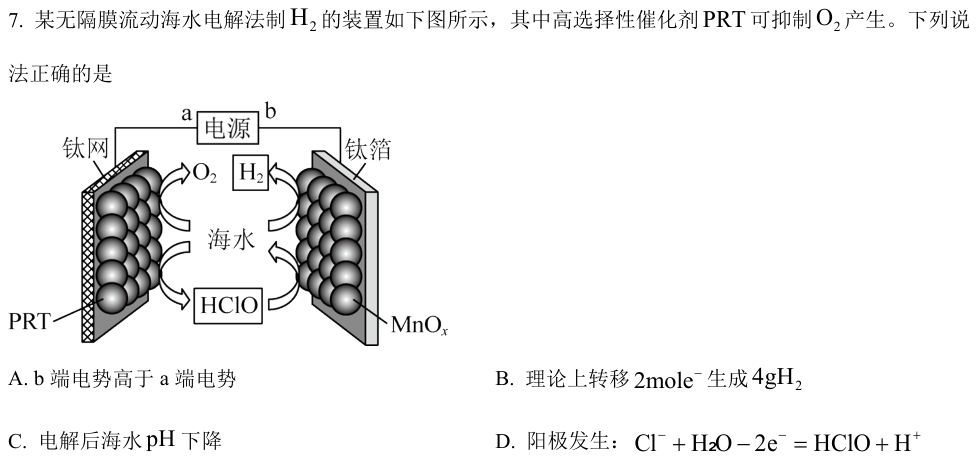 7. 某无隔膜流动海水电解法制H₂的装置如下图所示，其中高选择性催化剂PRT可抑制O₂产生。下列说
法正确的是
a 电源 b
钛网
钛箔
O₂ H₂
海水
HClO
PRT
MnOₓ
A. b 端电势高于 a 端电势 B. 理论上转移2mole⁻生成4gH₂
C. 电解后海水pH下降 D. 阳极发生：Cl⁻+H₂O−2e⁻=HClO+H⁺